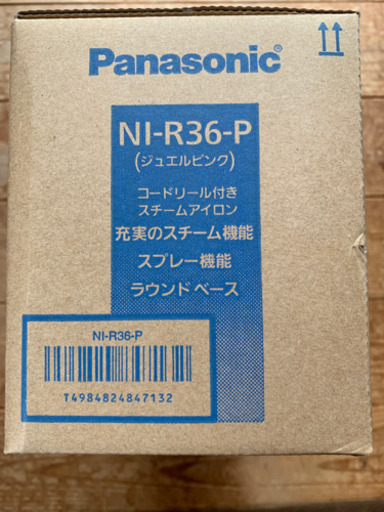 Panasonic®
NI-R36-P
(ジュエルピンク)
コードリール付き
スチームアイロン
充実のスチーム機能
スプレー機能
ラウンド ベース
NI-R36-P
T4984824847132